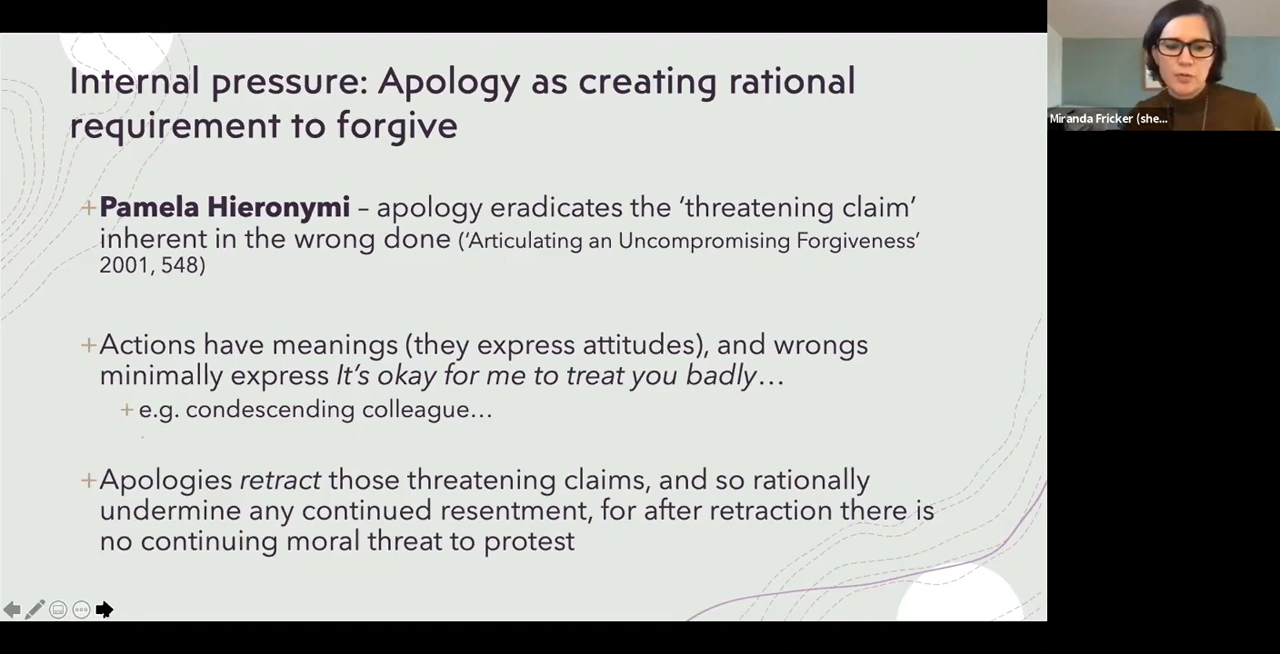 Internal pressure: Apology as creating rational
requirement to forgive
+Pamela Hieronymi – apology eradicates the ‘threatening claim’
inherent in the wrong done (‘Articulating an Uncompromising Forgiveness’
2001, 548)
+Actions have meanings (they express attitudes), and wrongs
minimally express It’s okay for me to treat you badly…
+ e.g. condescending colleague…
+Apologies retract those threatening claims, and so rationally
undermine any continued resentment, for after retraction there is
no continuing moral threat to protest
Miranda Fricker (she...